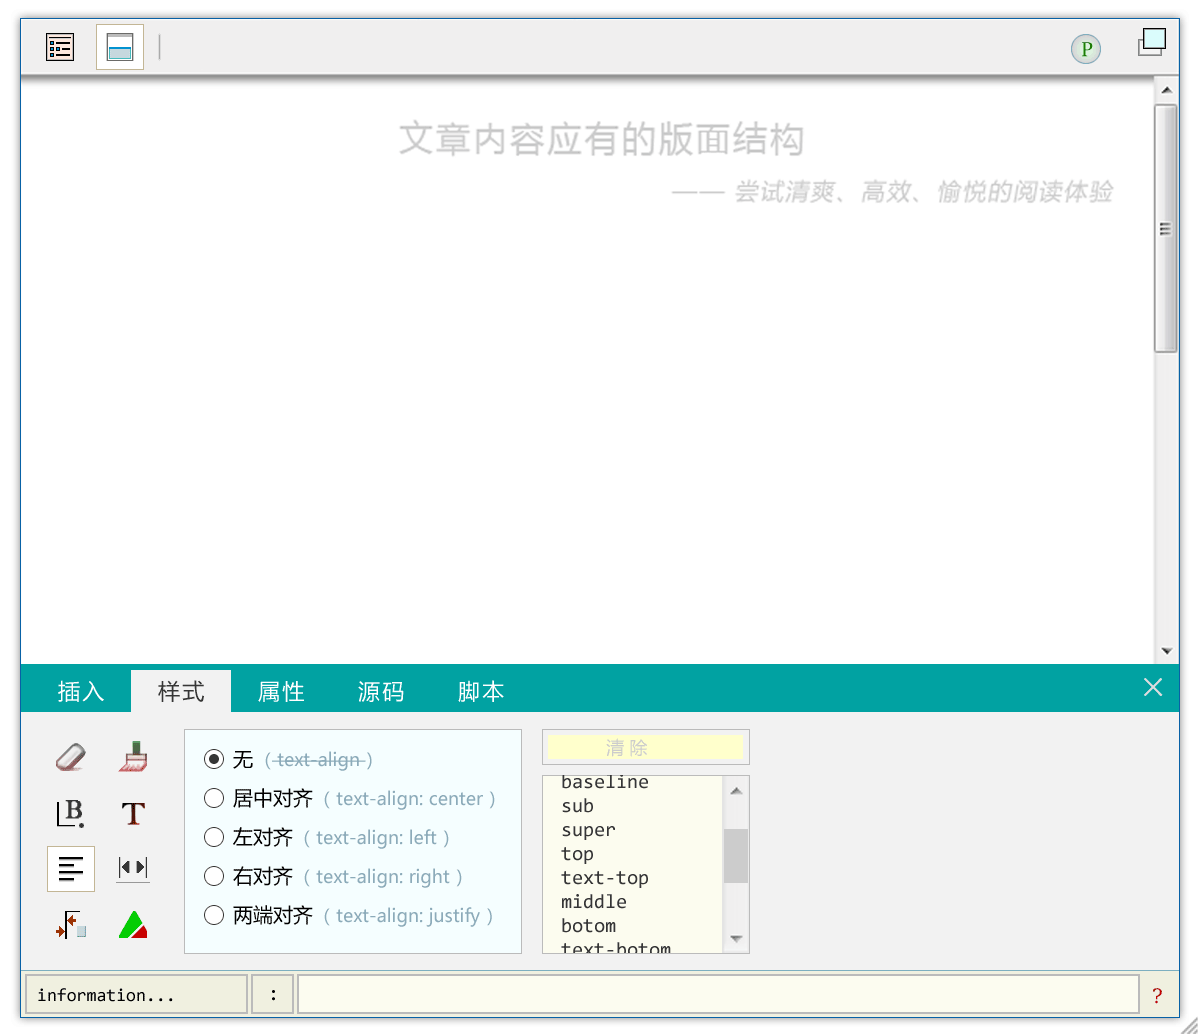 P
文章内容应有的版面结构
—— 尝试清爽、高效、愉悦的阅读体验
插入 样式 属性 源码 脚本
无 ( text-align )
居中对齐 ( text-align: center )
左对齐 ( text-align: left )
右对齐 ( text-align: right )
两端对齐 ( text-align: justify )
清 除
baseline
sub
super
top
text-top
middle
botom
text-botom
B
T
information...
:
?